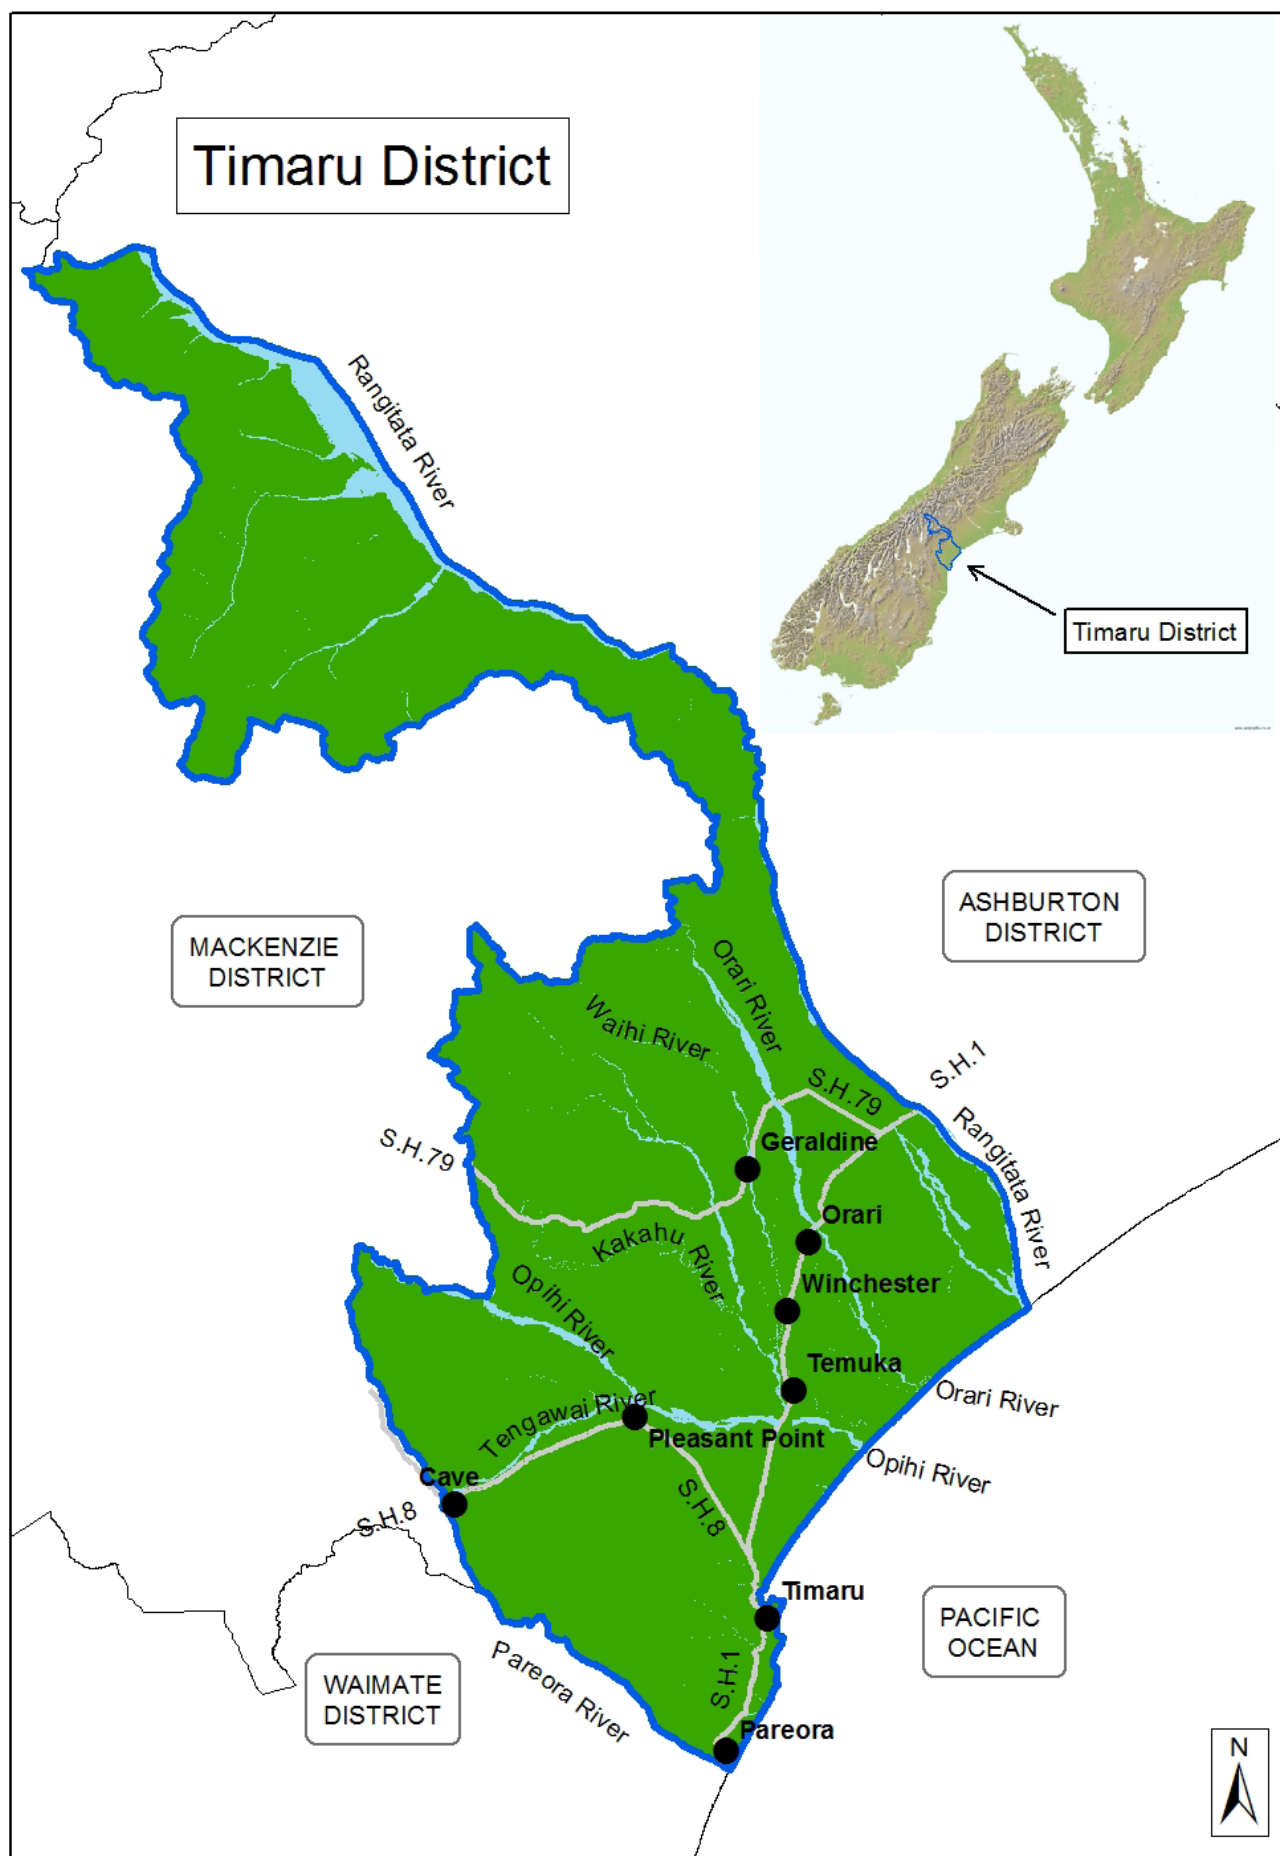 Timaru District
Rangitata River
Timaru District
ASHBURTON
DISTRICT
MACKENZIE
DISTRICT
Orari River
Waihi River
S.H.1
S.H.79
Rangitata River
S.H.79
Geraldine
Orari
Kakahu River
Winchester
Opihi River
Temuka
Orari River
Tengawai River
Pleasant Point
Opihi River
Cave
S.H.8
S.H.8
Timaru
PACIFIC
OCEAN
Pareora River
S.H.1
WAIMATE
DISTRICT
Pareora
N